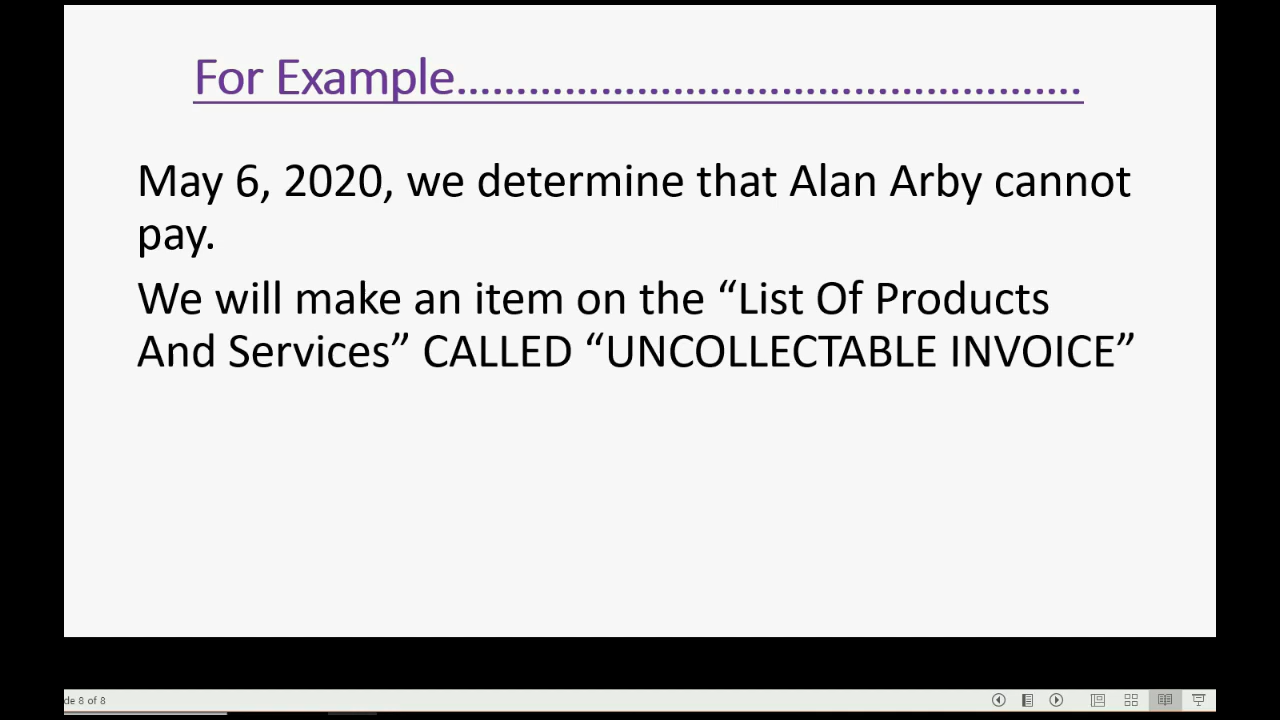 For Example....................................................
May 6, 2020, we determine that Alan Arby cannot
pay.
We will make an item on the “List Of Products
And Services” CALLED “UNCOLLECTABLE INVOICE”
de 8 of 8